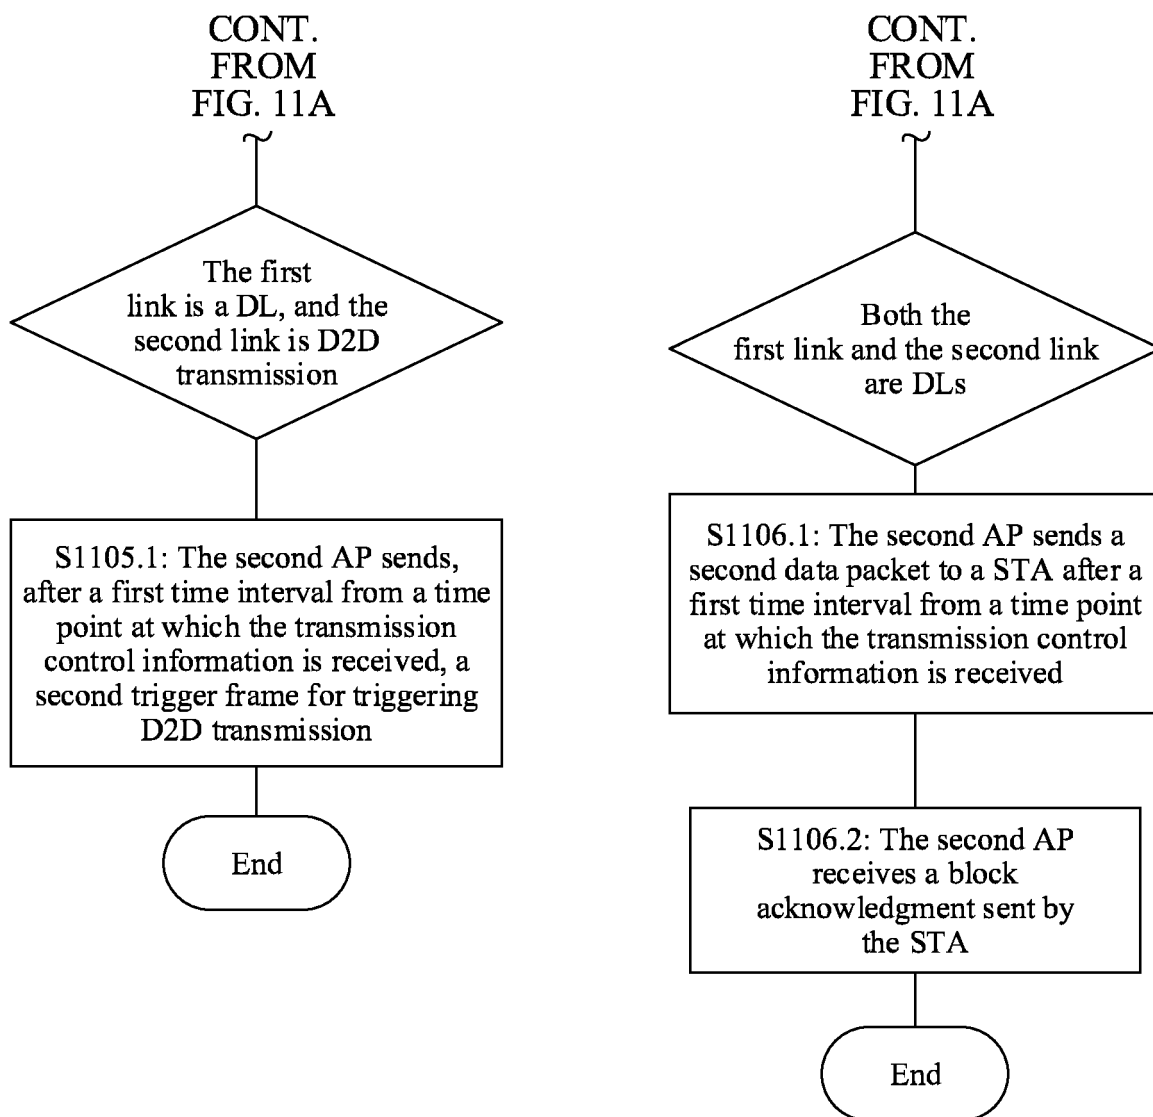 CONT.
FROM
FIG. 11A
The first
link is a DL, and the
second link is D2D
transmission
S1105.1: The second AP sends,
after a first time interval from a time
point at which the transmission
control information is received, a
second trigger frame for triggering
D2D transmission
End
CONT.
FROM
FIG. 11A
Both the
first link and the second link
are DLs
S1106.1: The second AP sends a
second data packet to a STA after a
first time interval from a time point
at which the transmission control
information is received
S1106.2: The second AP
receives a block
acknowledgment sent by
the STA
End